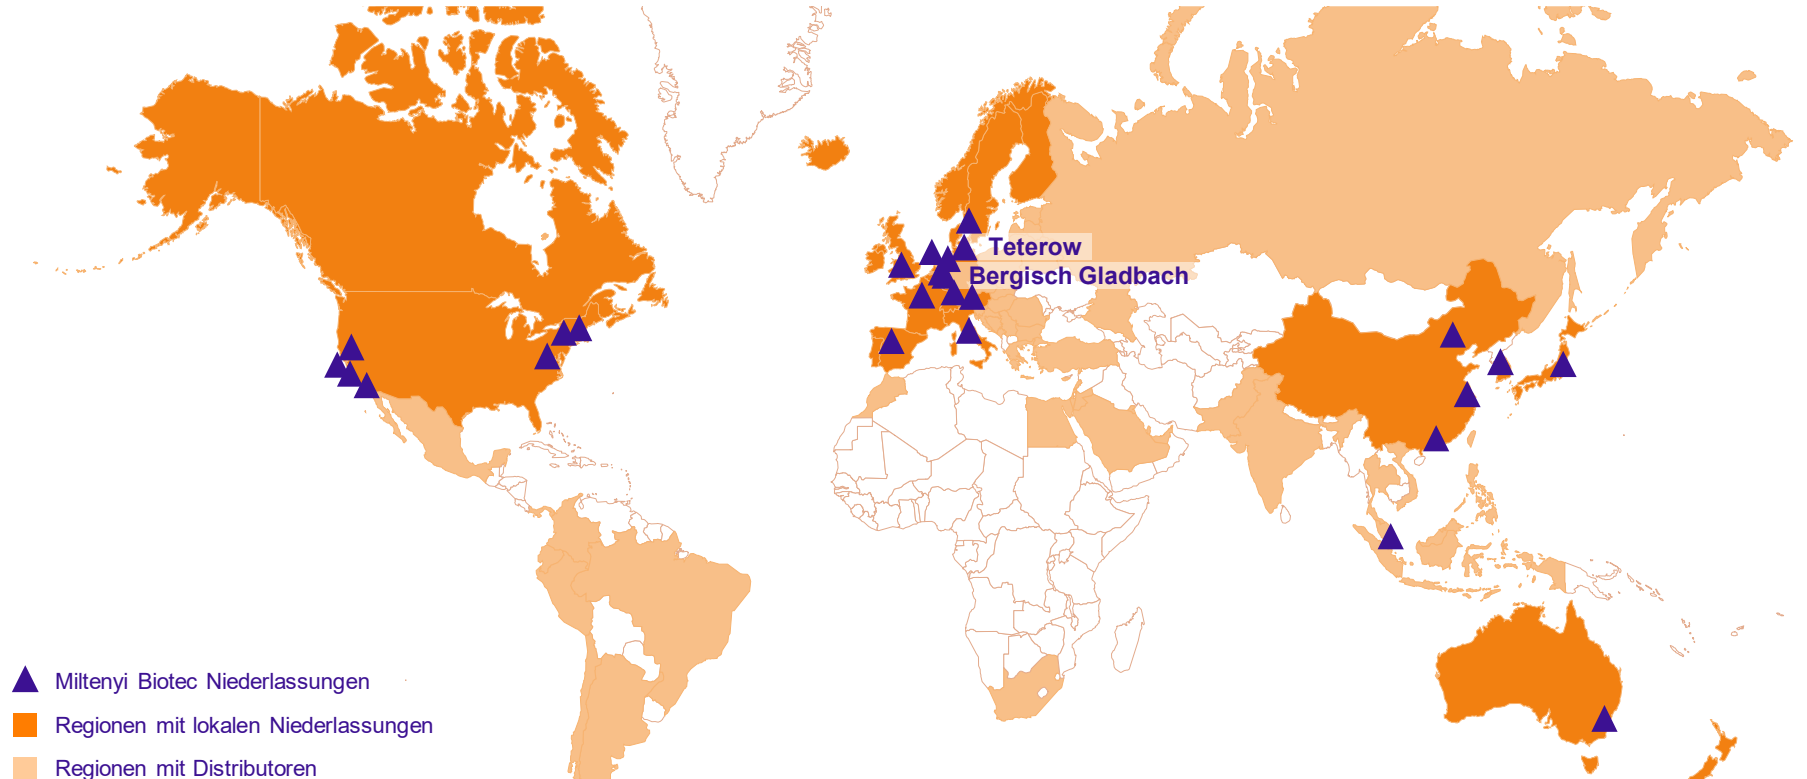 Teterow
Bergisch Gladbach
Miltenyi Biotec Niederlassungen
Regionen mit lokalen Niederlassungen
Regionen mit Distributoren